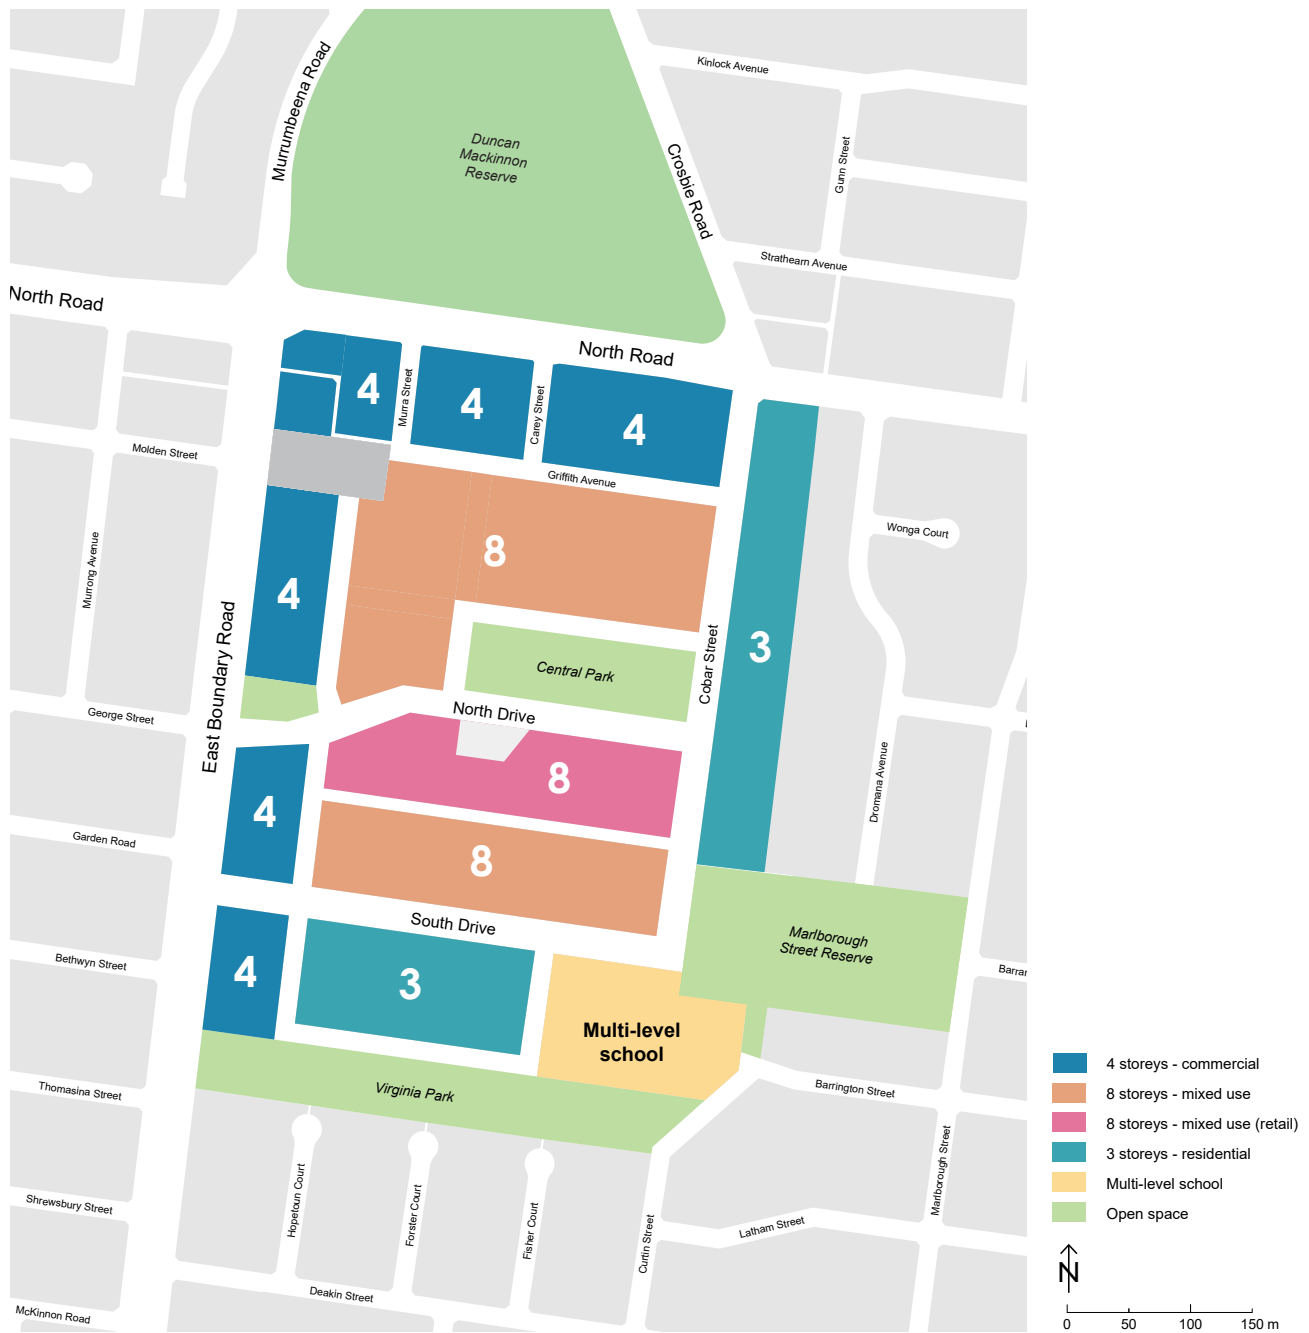 Kinlock Avenue
Murrumbeena Road
Duncan
Mackinnon
Reserve
Crosbie Road
Gunn Street
Strathearn Avenue
North Road
North Road
4
Murra Street
4
Carey Street
4
Molden Street
Griffith Avenue
Wonga Court
Murrong Avenue
8
4
East Boundary Road
3
Cobar Street
Central Park
George Street
North Drive
Dromana Avenue
8
4
Garden Road
8
South Drive
Marlborough
Street Reserve
Bethwyn Street
4
3
Multi-level
school
Thomasina Street
Virginia Park
Barrington Street
Marlborough Street
Shrewsbury Street
Hopetoun Court
Forster Court
Fisher Court
Curtin Street
Latham Street
Deakin Street
McKinnon Road
4 storeys - commercial
8 storeys - mixed use
8 storeys - mixed use (retail)
3 storeys - residential
Multi-level school
Open space
N
0 50 100 150 m